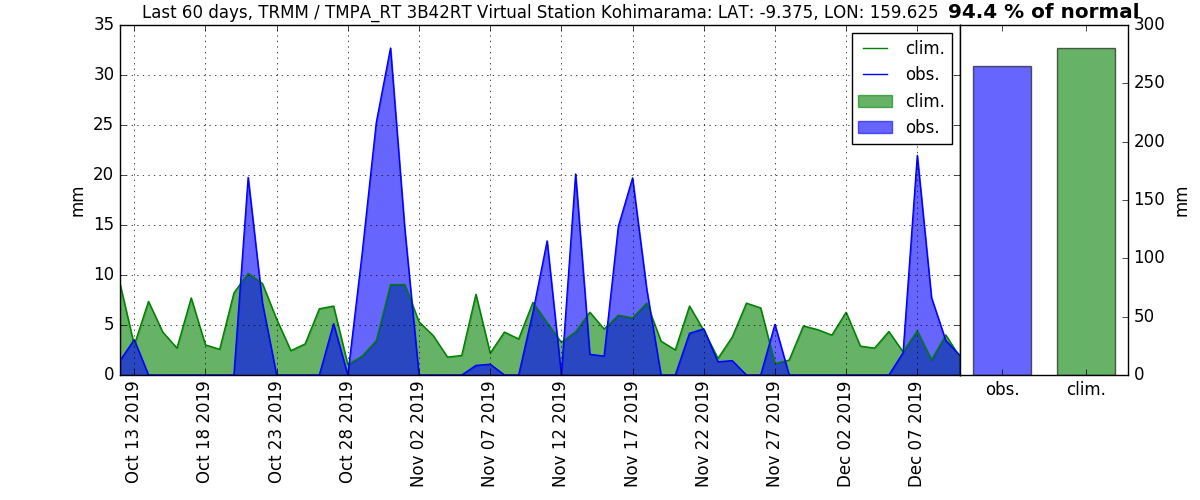 Last 60 days, TRMM / TMPA_RT 3B42RT Virtual Station Kohimarama: LAT: -9.375, LON: 159.625 94.4 % of normal
35
30
25
20
15
10
5
0
mm
clim.
obs.
clim.
obs.
300
250
200
150
100
50
0
mm
obs.
clim.
Oct 13 2019
Oct 18 2019
Oct 23 2019
Oct 28 2019
Nov 02 2019
Nov 07 2019
Nov 12 2019
Nov 17 2019
Nov 22 2019
Nov 27 2019
Dec 02 2019
Dec 07 2019